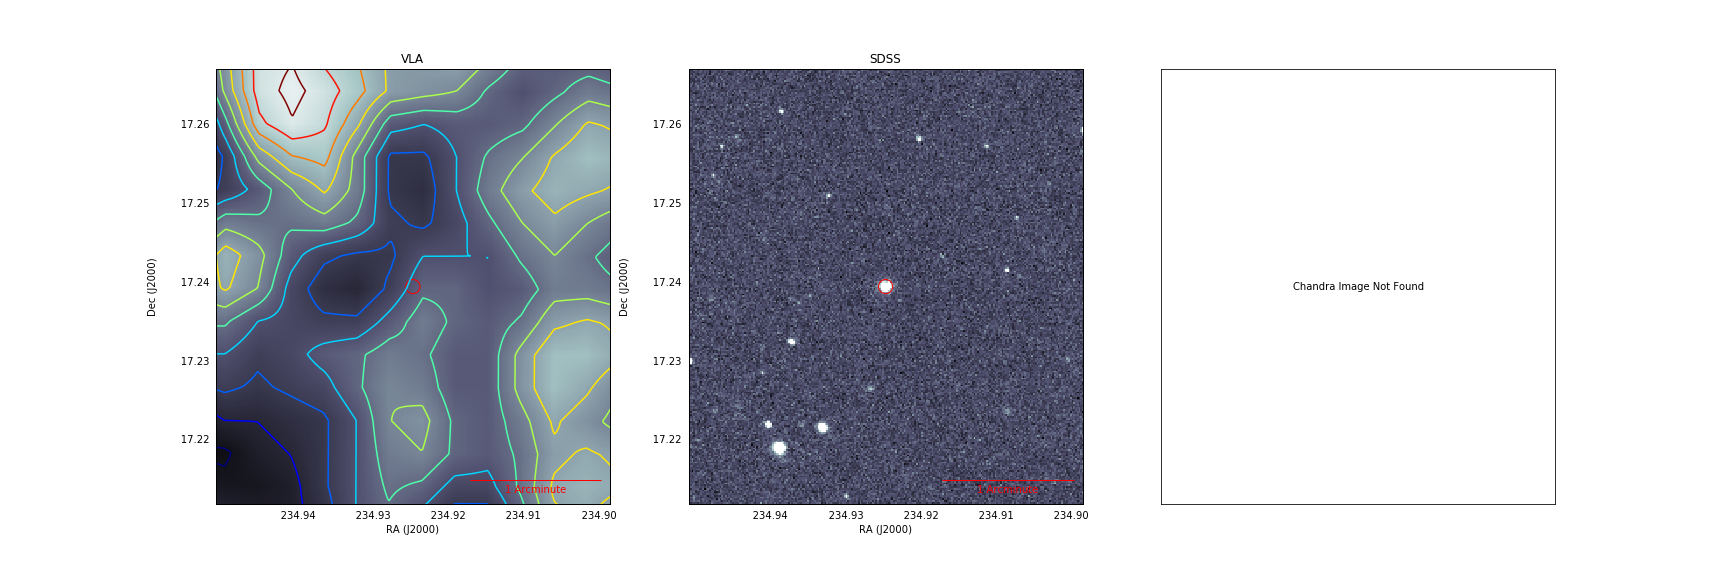 VLA
17.26
17.25
17.24
17.23
17.22
Dec (J2000)
234.94 234.93 234.92 234.91 234.90
RA (J2000)
1 Arcminute
SDSS
17.26
17.25
17.24
17.23
17.22
Dec (J2000)
234.94 234.93 234.92 234.91 234.90
RA (J2000)
1 Arcminute
Chandra Image Not Found